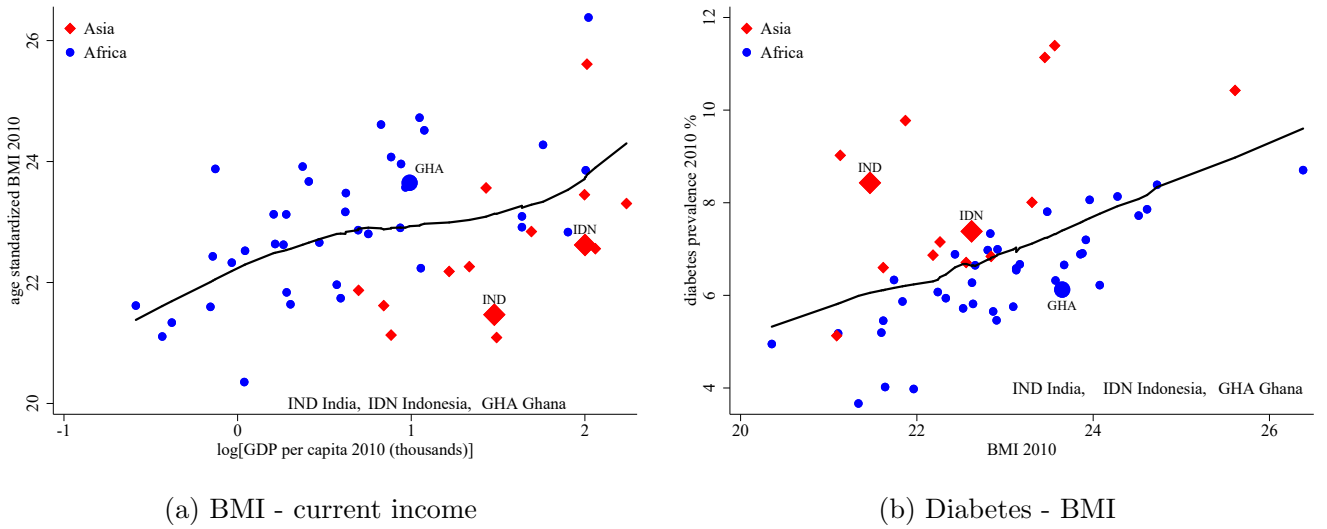 Asia
Africa
age standardized BMI 2010
26
24
22
20
GHA
IDN
IND
IND India, IDN Indonesia, GHA Ghana
-1 0 1 2
log[GDP per capita 2010 (thousands)]
(a) BMI - current income
Asia
Africa
diabetes prevalence 2010 %
12
10
8
6
4
IND
IDN
GHA
IND India, IDN Indonesia, GHA Ghana
20 22 24 26
BMI 2010
(b) Diabetes - BMI